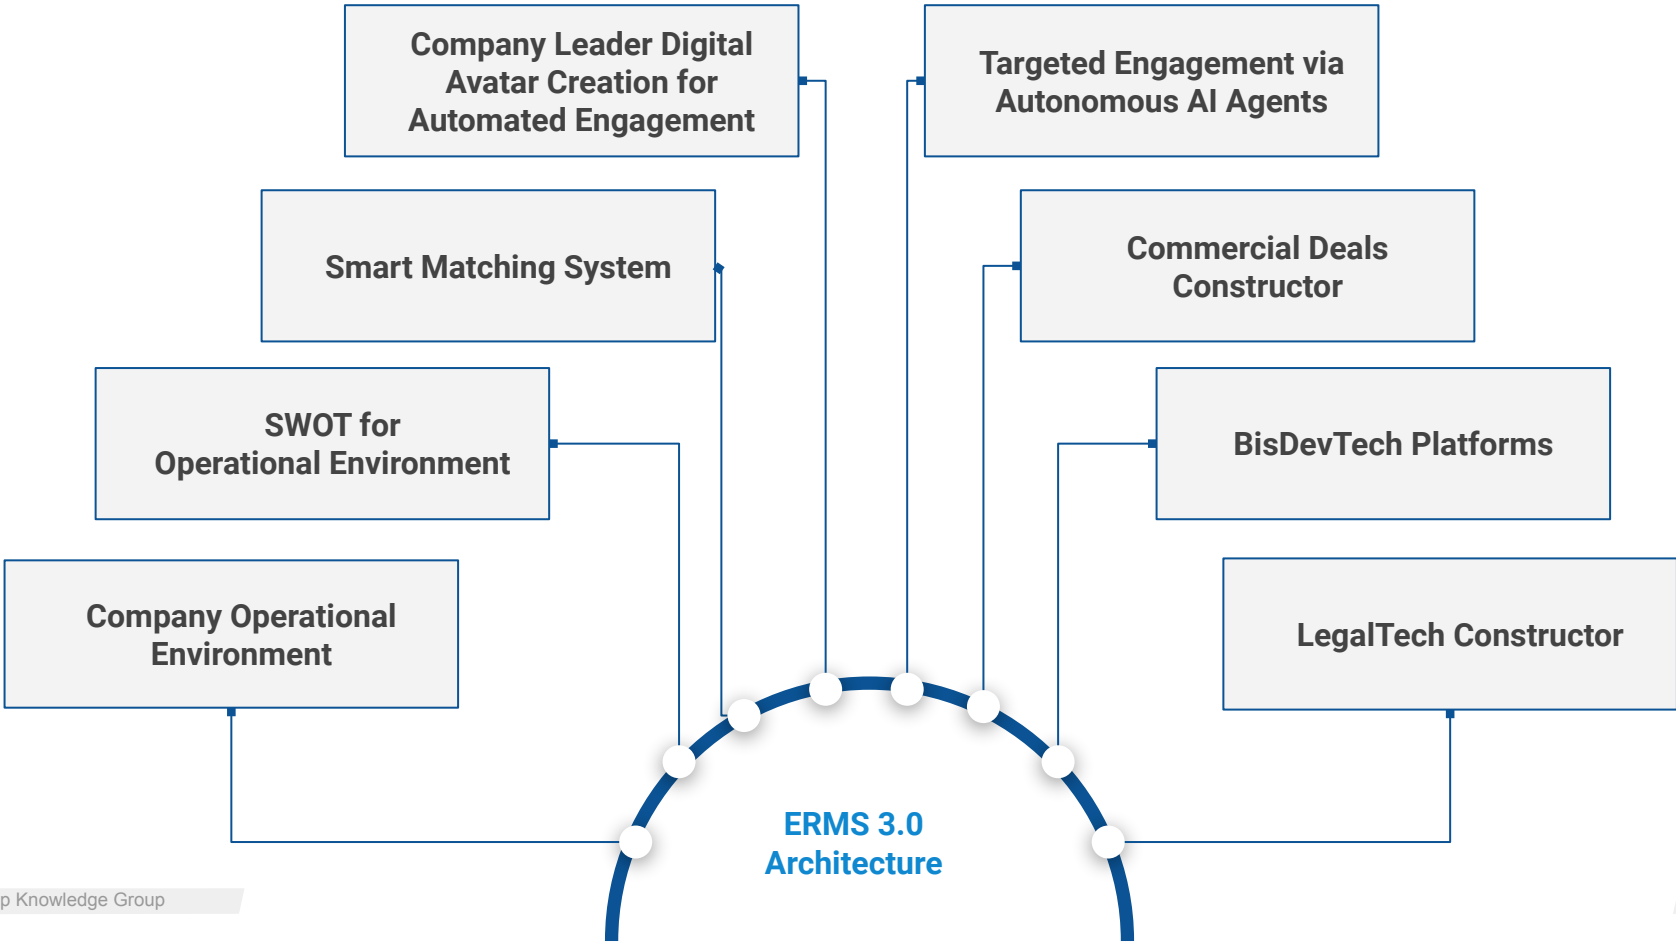 Company Leader Digital
Avatar Creation for
Automated Engagement
Targeted Engagement via
Autonomous AI Agents
Smart Matching System
Commercial Deals
Constructor
SWOT for
Operational Environment
BisDevTech Platforms
Company Operational
Environment
LegalTech Constructor
ERMS 3.0
Architecture
p Knowledge Group